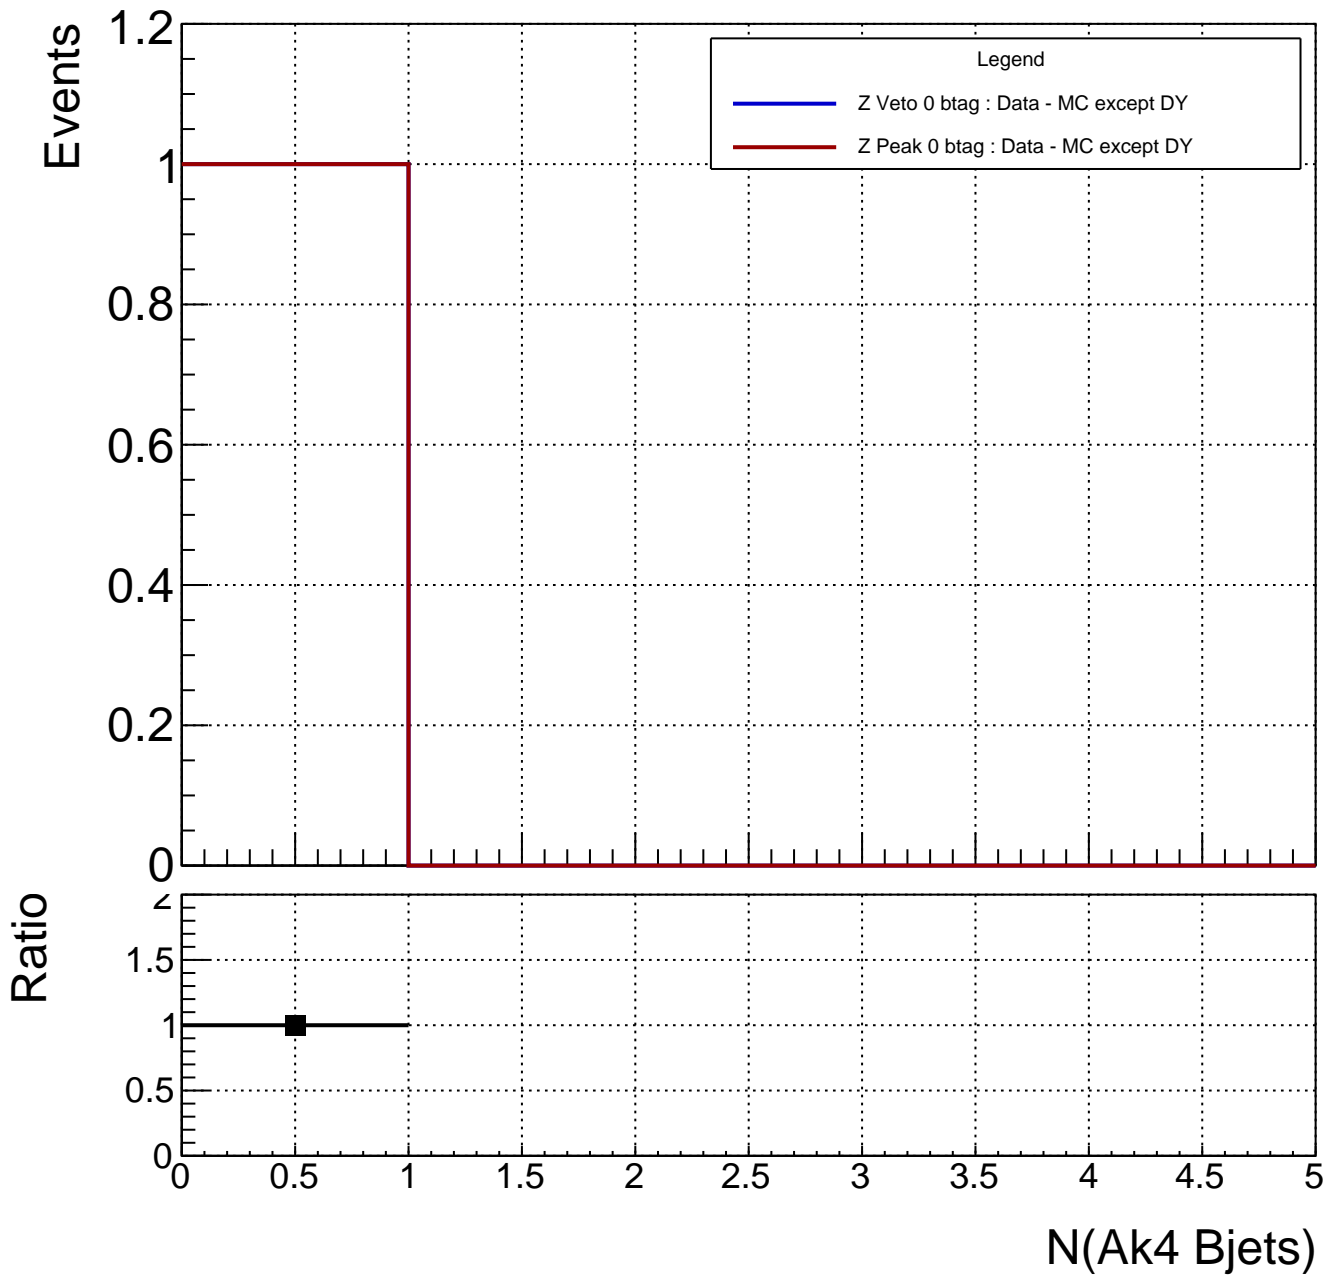 Events
1.2
1
0.8
0.6
0.4
0.2
0
Legend
Z Veto 0 btag : Data - MC except DY
Z Peak 0 btag : Data - MC except DY
Ratio
2
1.5
1
0.5
0
0 0.5 1 1.5 2 2.5 3 3.5 4 4.5 5
N(Ak4 Bjets)